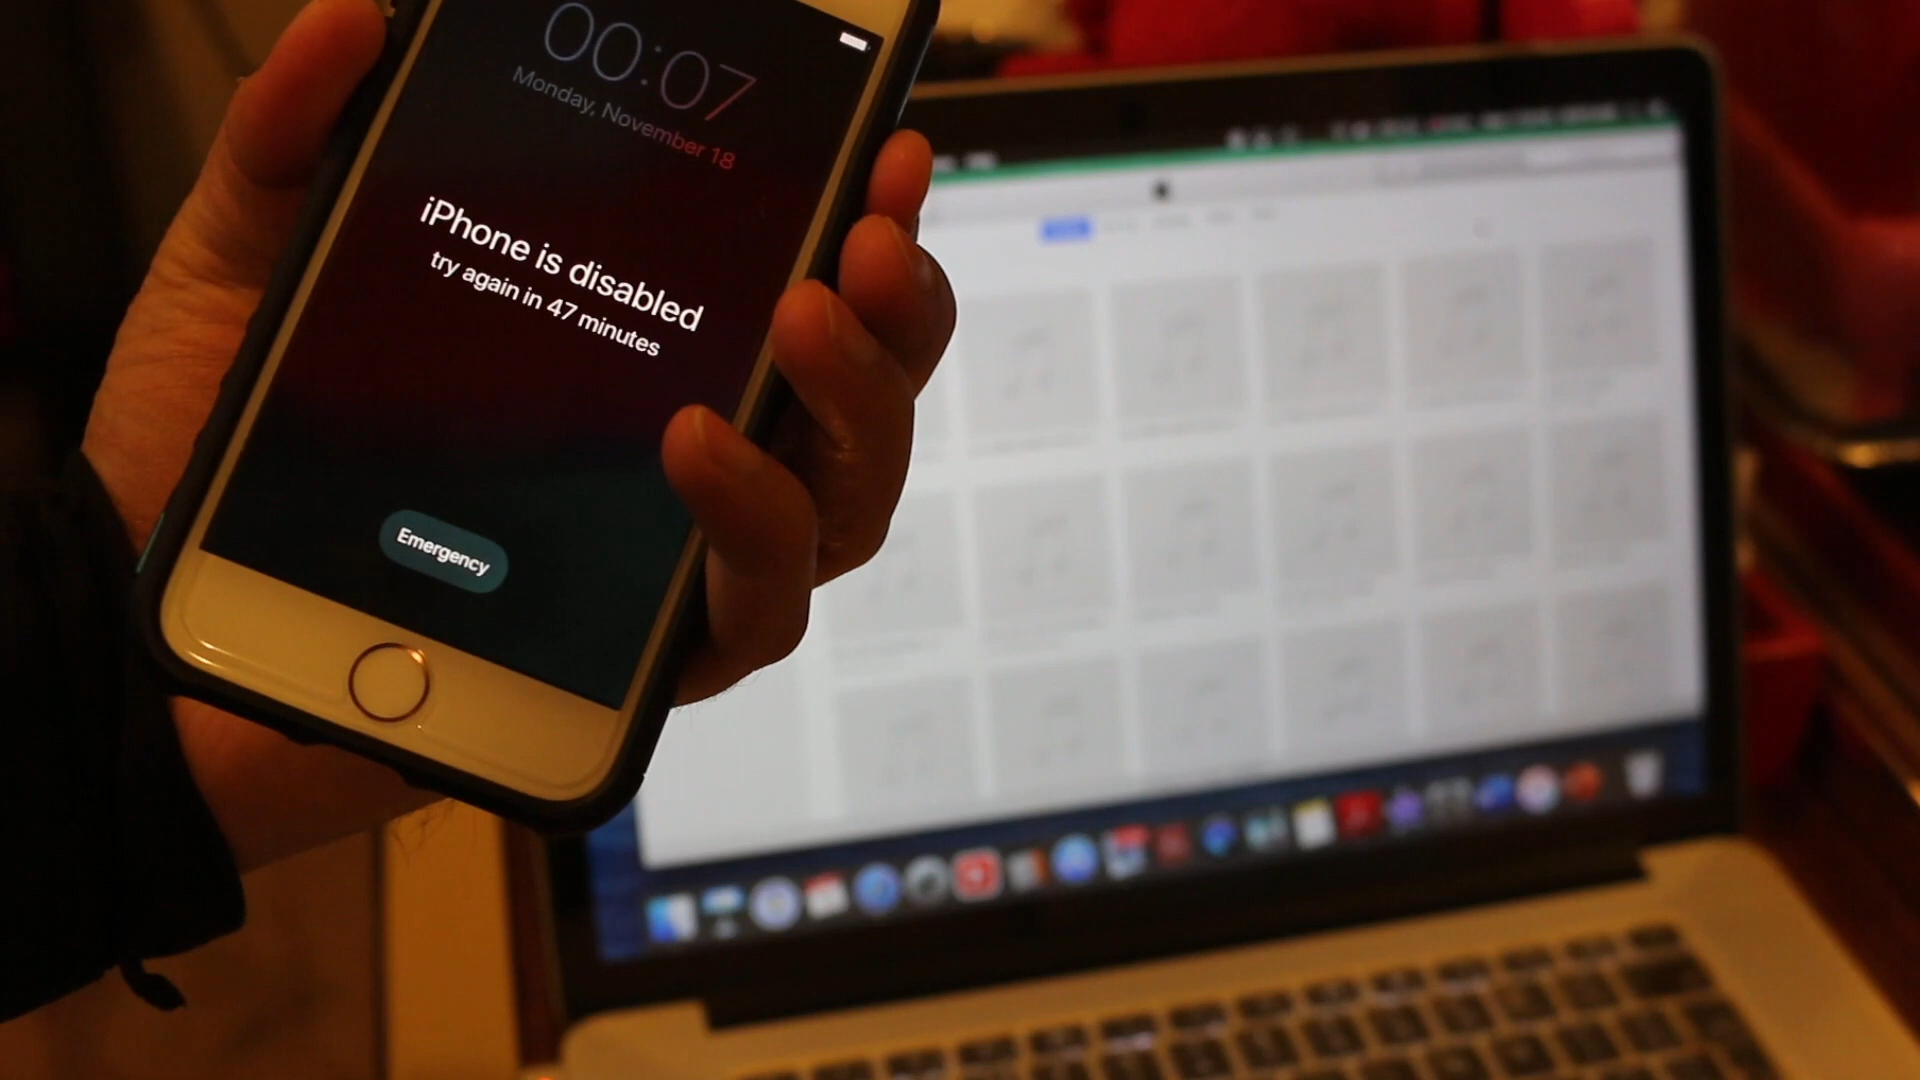 00:07
Monday, November 18
iPhone is disabled
try again in 47 minutes
Emergency